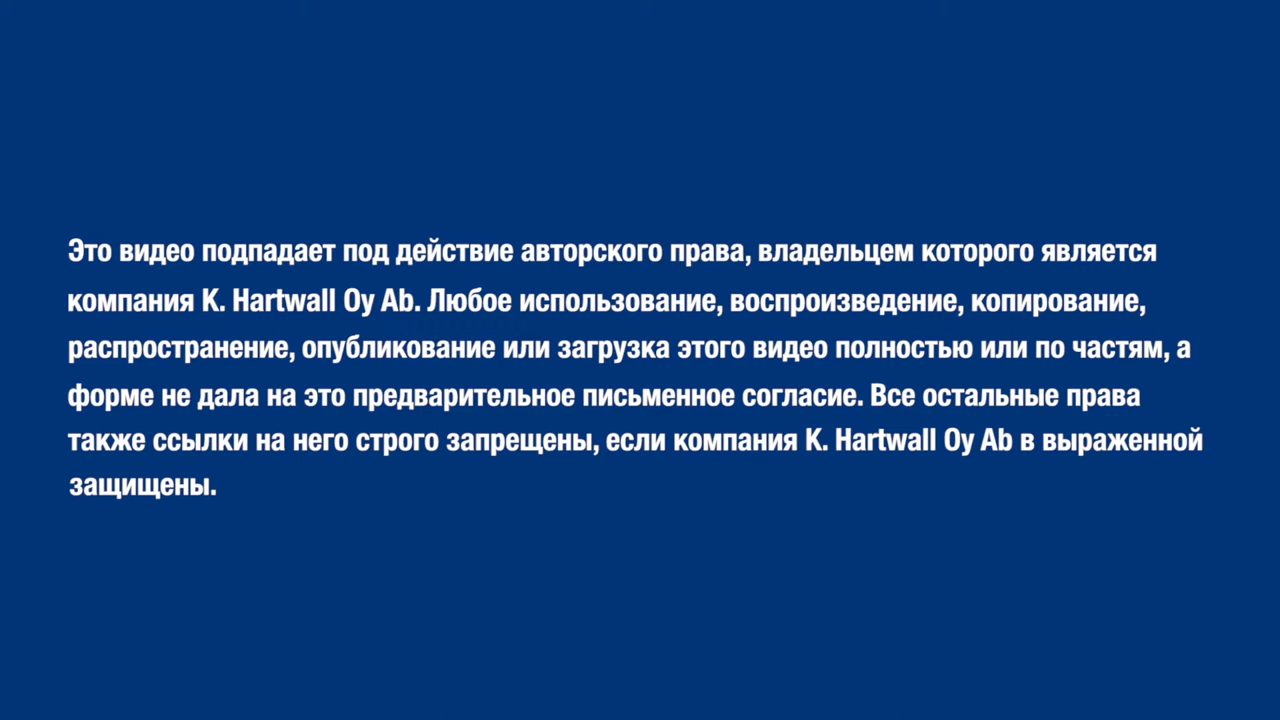 Это видео подпадает под действие авторского права, владельцем которого является
компания K. Hartwall Oy Ab. Любое использование, воспроизведение, копирование,
распространение, опубликование или загрузка этого видео полностью или по частям, а
форме не дала на это предварительное письменное согласие. Все остальные права
также ссылки на него строго запрещены, если компания K. Hartwall Oy Ab в выраженной
защищены.